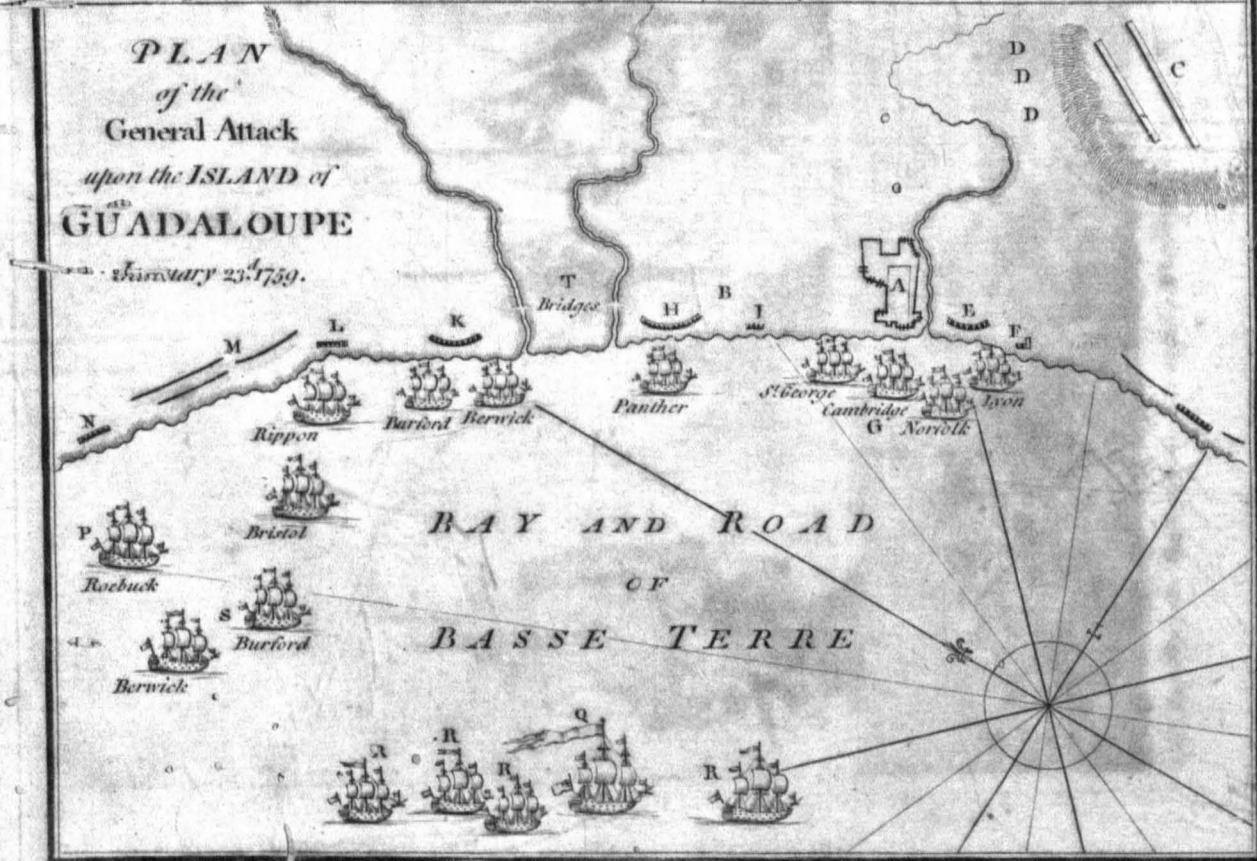 PLAN
of the
General Attack
upon the ISLAND of
GUADALOUPE
January 23.d 1759.
D
D
D
C
A
T
Bridges
H
B
I
E
F
K
L
M
N
Rippon
Burford
Berwick
Panther
St. George
Cambridge
G
Norfolk
Lyon
Bristol
P
Roebuck
S
Burford
Berwick
BAY AND ROAD
OF
BASSE TERRE
Q
R
R
R
R